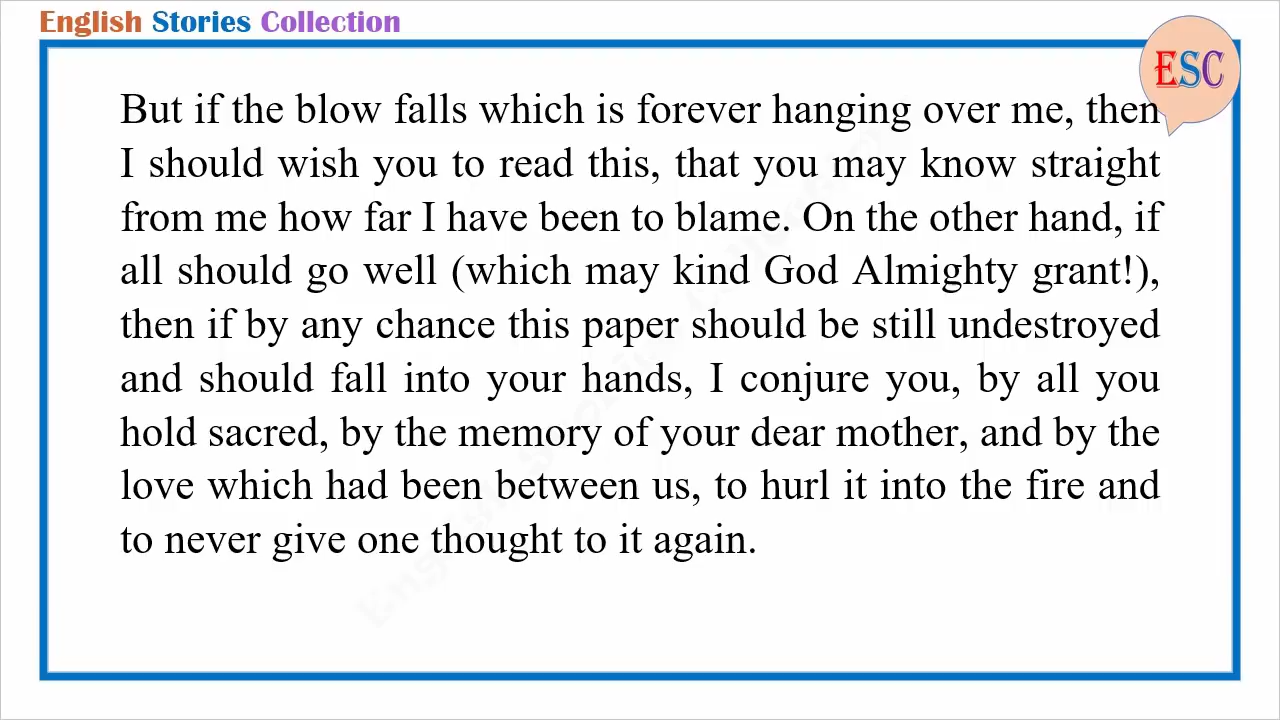 English Stories Collection
ESC
But if the blow falls which is forever hanging over me, then
I should wish you to read this, that you may know straight
from me how far I have been to blame. On the other hand, if
all should go well (which may kind God Almighty grant!),
then if by any chance this paper should be still undestroyed
and should fall into your hands, I conjure you, by all you
hold sacred, by the memory of your dear mother, and by the
love which had been between us, to hurl it into the fire and
to never give one thought to it again.